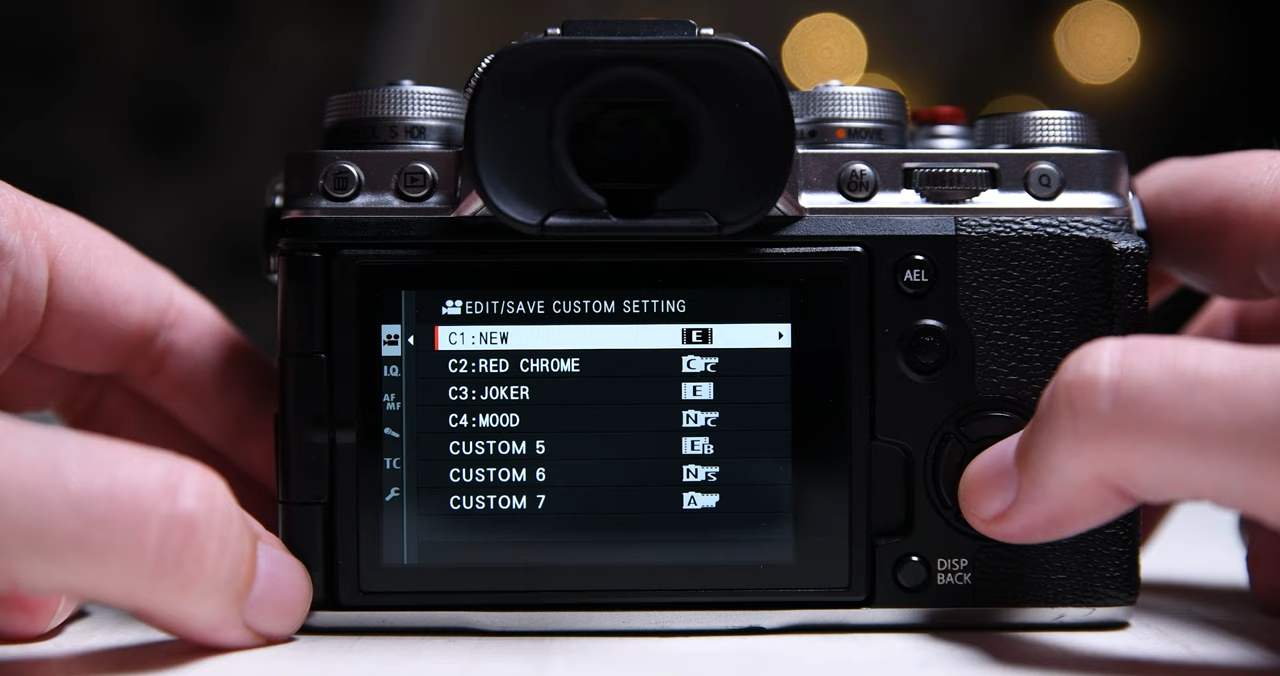 S HDR
MOVIE
AF
ON
Q
AEL
EDIT/SAVE CUSTOM SETTING
C1:NEW E
C2:RED CHROME C C
C3:JOKER E
C4:MOOD N C
CUSTOM 5 E B
CUSTOM 6 N S
CUSTOM 7 A
I.Q.
AF
MF
TC
DISP
BACK